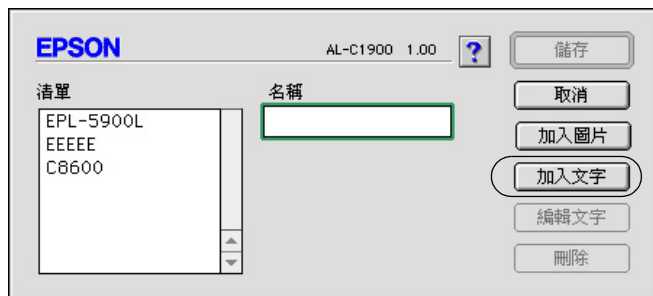 EPSON
AL-C1900 1.00
?
儲存
清單
名稱
取消
EPL-5900L
EEEEE
C8600
加入圖片
加入文字
編輯文字
刪除